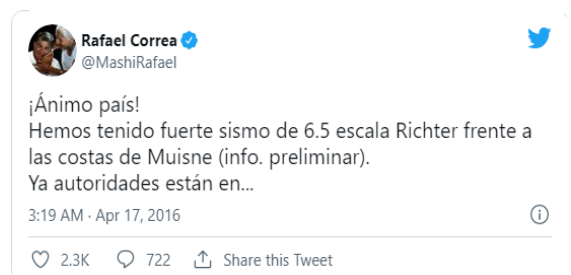 Rafael Correa
@MashiRafael
¡Ánimo país!
Hemos tenido fuerte sismo de 6.5 escala Richter frente a
las costas de Muisne (info. preliminar).
Ya autoridades están en...
3:19 AM · Apr 17, 2016
2.3K 722 Share this Tweet